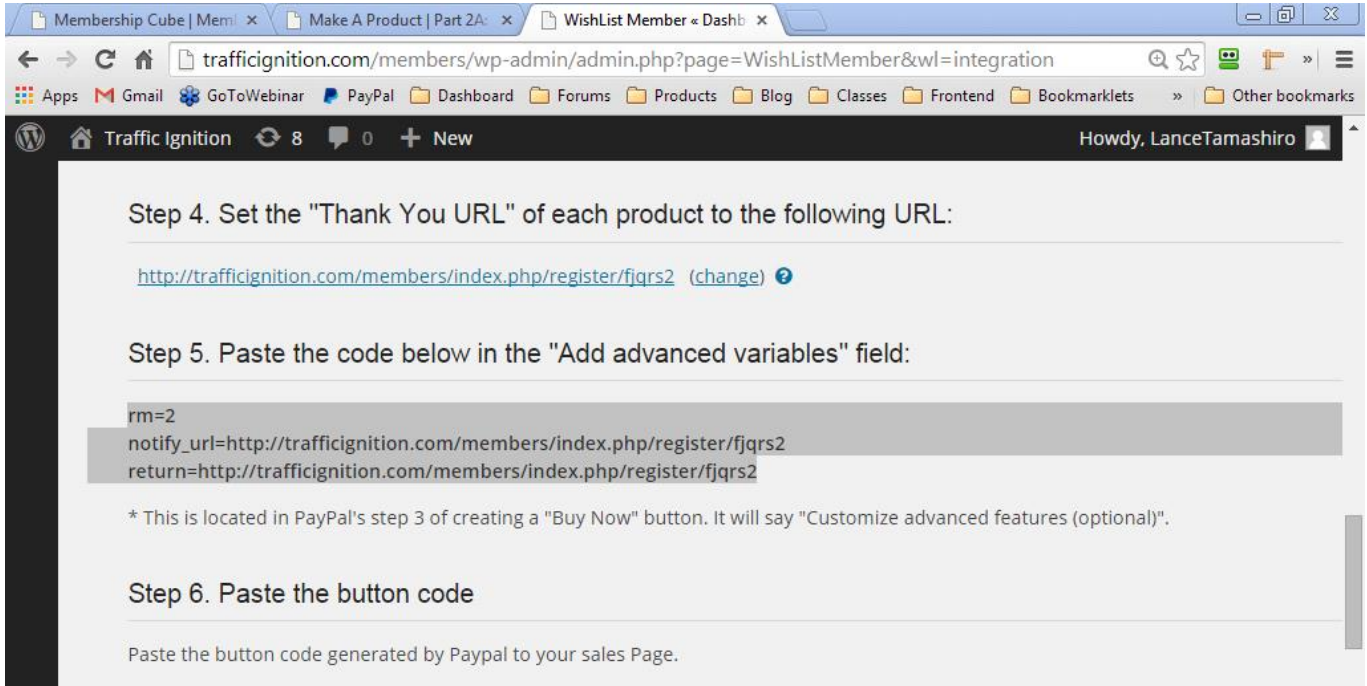 Membership Cube | Mem
Make A Product | Part 2A:
WishList Member « Dashb
trafficignition.com/members/wp-admin/admin.php?page=WishListMember&wl=integration
Apps Gmail GoToWebinar PayPal Dashboard Forums Products Blog Classes Frontend Bookmarklets » Other bookmarks
Traffic Ignition 8 0 + New Howdy, LanceTamashiro
Step 4. Set the "Thank You URL" of each product to the following URL:
http://trafficignition.com/members/index.php/register/fjqrs2 (change) ?
Step 5. Paste the code below in the "Add advanced variables" field:
rm=2
notify_url=http://trafficignition.com/members/index.php/register/fjqrs2
return=http://trafficignition.com/members/index.php/register/fjqrs2
* This is located in PayPal's step 3 of creating a "Buy Now" button. It will say "Customize advanced features (optional)".
Step 6. Paste the button code
Paste the button code generated by Paypal to your sales Page.